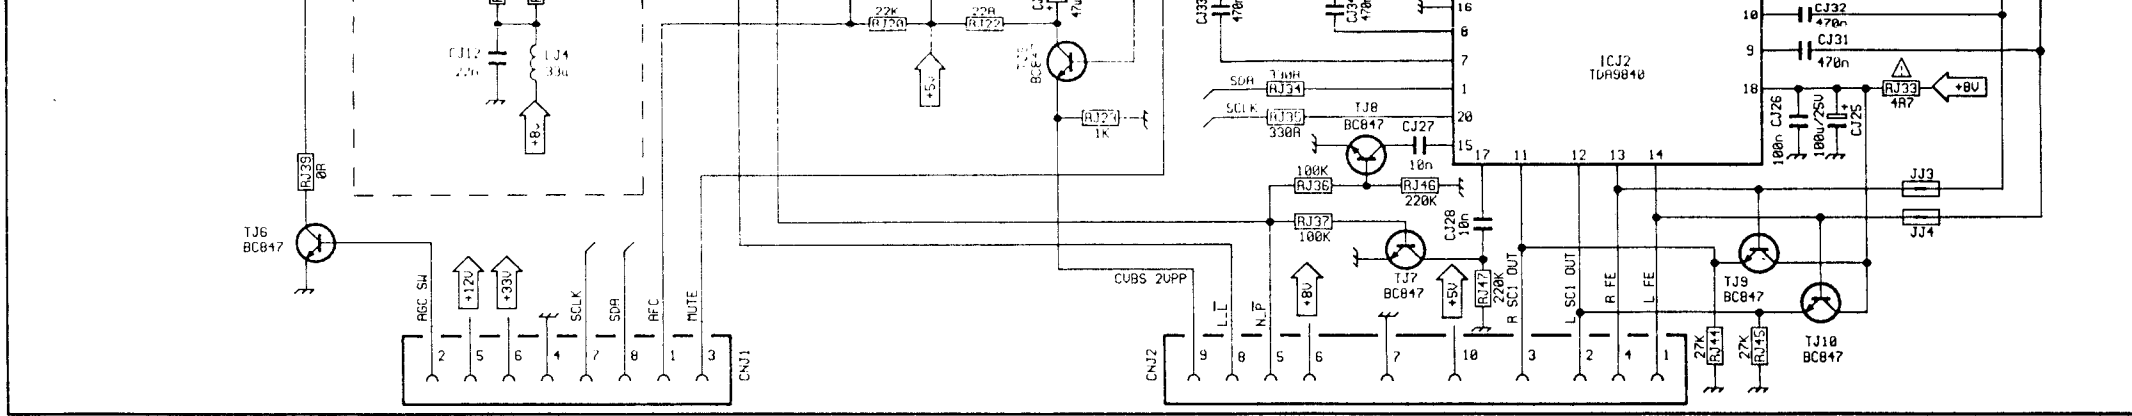 22K
RJ20
22R
RJ22
CJ33
470n
CJ34
470n
16
8
7
1
20
15
17
11
12
13
14
10
9
18
CJ32
470n
CJ31
470n
ICJ2
TDA9840
RJ33
4R7
+8V
CJ26
100n
100u/25V
CJ25
CJ12
22n
LJ4
33u
+8V
+5V
BC847
RJ23
1K
SDA
330R
RJ34
SCLK
RJ35
330R
TJ8
BC847
CJ27
10n
100K
RJ36
RJ46
220K
RJ37
100K
CJ28
10n
RJ39
0R
TJ6
BC847
JJ3
JJ4
AGC SW
+12V
+33V
SCLK
SDA
AFC
MUTE
2
5
6
4
7
8
1
3
CNJ1
CVBS 2VPP
L_L
N_P
+8V
TJ7
BC847
+5V
RJ47
220K
R SC1 OUT
L SC1 OUT
R FE
L FE
TJ9
BC847
TJ10
BC847
27K
RJ44
27K
RJ45
CNJ2
9
8
5
6
7
10
3
2
4
1